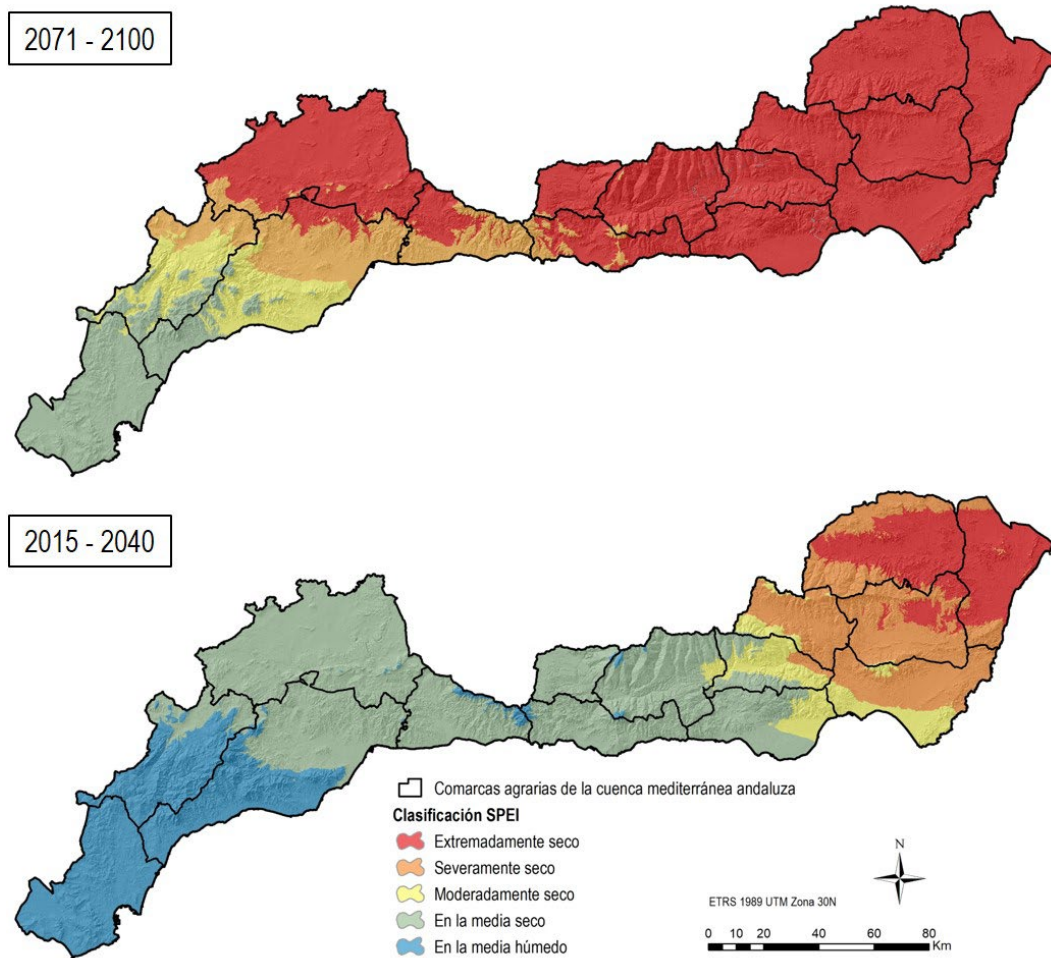 2071 - 2100
2015 - 2040
Comarcas agrarias de la cuenca mediterránea andaluza
Clasificación SPEI
Extremadamente seco
Severamente seco
Moderadamente seco
En la media seco
En la media húmedo
N
ETRS 1989 UTM Zona 30N
0 10 20 40 60 80
Km